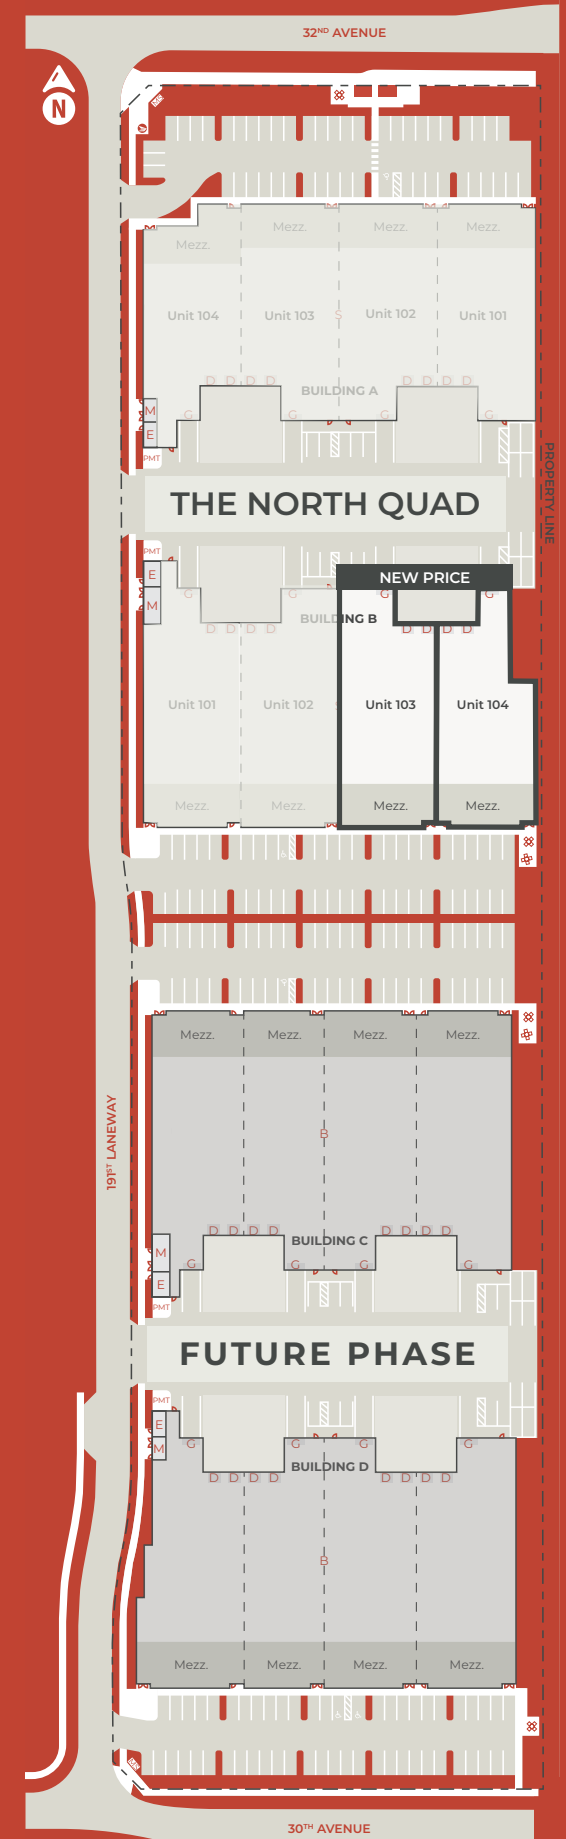 32ND AVENUE
N
Mezz. Mezz. Mezz. Mezz.
Unit 104 Unit 103 S Unit 102 Unit 101
D D D D D D D D
BUILDING A
M G G G G
E
PMT
THE NORTH QUAD
PROPERTY LINE
PMT
NEW PRICE
E
G G G G
M
BUILDING B
D D D D D D D D
Unit 101 Unit 102 Unit 103 Unit 104
Mezz. Mezz. Mezz. Mezz.
Mezz. Mezz. Mezz. Mezz.
191ST LANEWAY
B
D D D D D D D D
BUILDING C
M
G G G G
E
PMT
FUTURE PHASE
PMT
E
G G G G
M
BUILDING D
D D D D D D D D
B
Mezz. Mezz. Mezz. Mezz.
30TH AVENUE